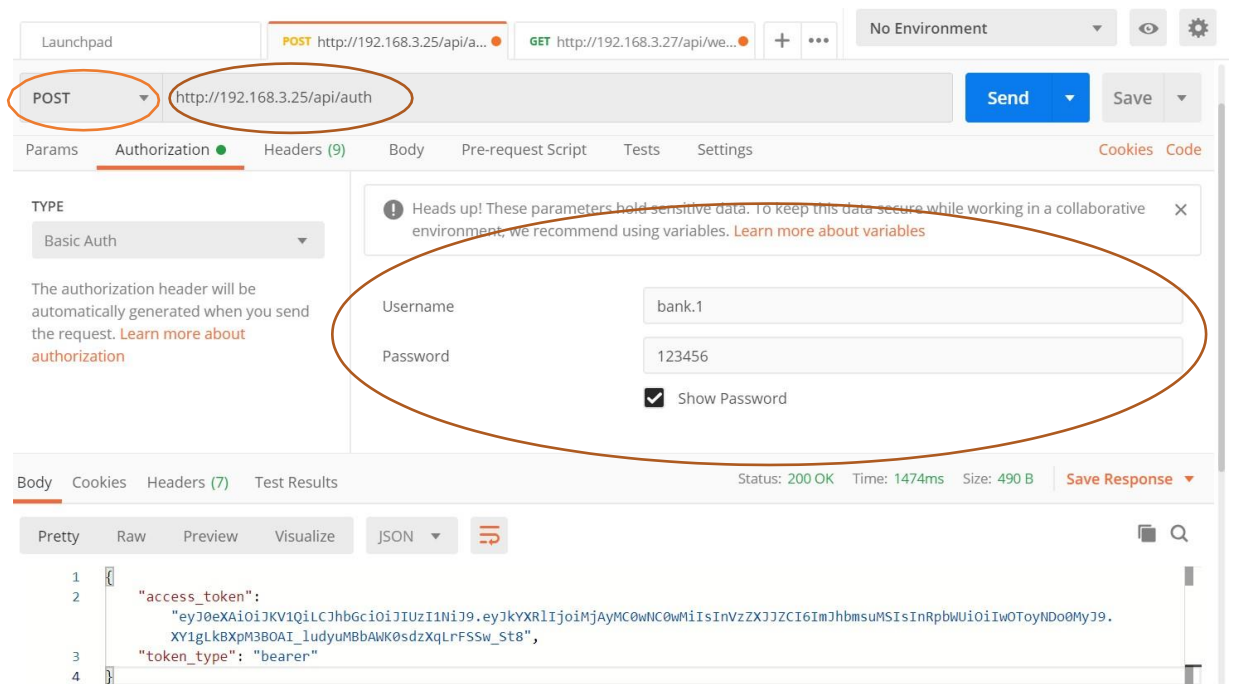 Launchpad
POST http://192.168.3.25/api/a...
GET http://192.168.3.27/api/we...
No Environment
POST
http://192.168.3.25/api/auth
Send
Save
Params Authorization Headers (9) Body Pre-request Script Tests Settings Cookies Code
TYPE
Basic Auth
The authorization header will be
automatically generated when you send
the request. Learn more about
authorization
Heads up! These parameters hold sensitive data. To keep this data secure while working in a collaborative
environment, we recommend using variables. Learn more about variables
Username bank.1
Password 123456
Show Password
Body Cookies Headers (7) Test Results Status: 200 OK Time: 1474ms Size: 490 B Save Response
Pretty Raw Preview Visualize JSON
1 {
2 "access_token":
"eyJ0eXAiOiJKV1QiLCJhbGciOiJIUzI1NiJ9.eyJkYXRlIjoiMjAyMC0wNC0wMiIsInVzZXJJZCI6ImJhbmsuMSIsInRpbWUiOiIwOToyNDo0MyJ9.
XY1gLkBXpM3BOAI_ludyuMBbAWK0sdzXqLrFSSw_St8",
3 "token_type": "bearer"
4 }